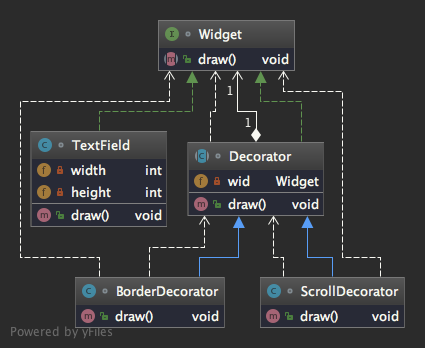 I Widget
m draw() void
1
1
C TextField
f width int
f height int
m draw() void
C Decorator
f wid Widget
m draw() void
C BorderDecorator
m draw() void
C ScrollDecorator
m draw() void
Powered by yFiles